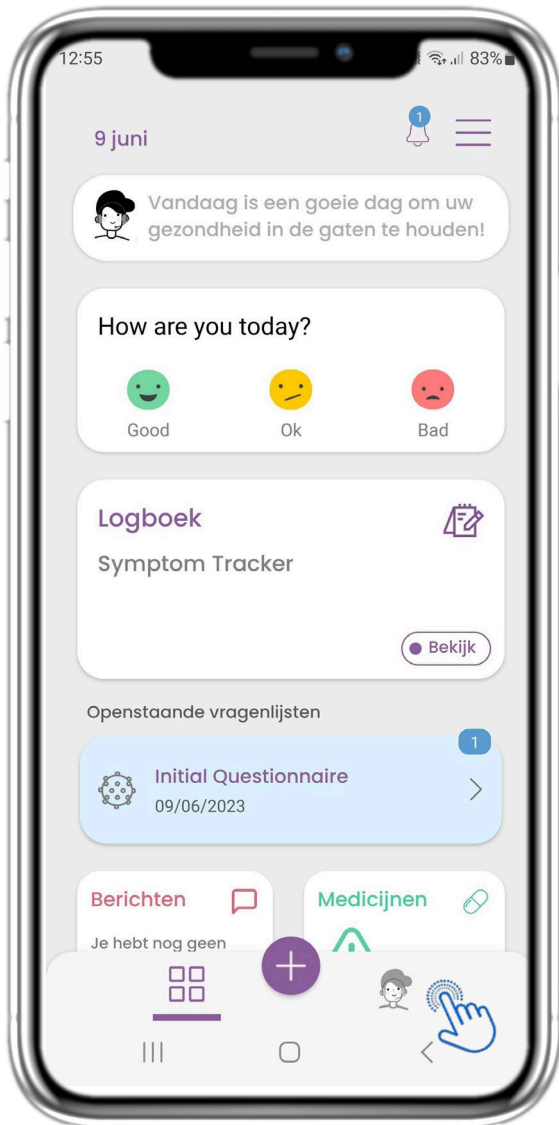 12:55
83%
9 juni
1
Vandaag is een goeie dag om uw
gezondheid in de gaten te houden!
How are you today?
Good
Ok
Bad
Logboek
Symptom Tracker
Bekijk
Openstaande vragenlijsten
1
Initial Questionnaire
09/06/2023
Berichten
Medicijnen
Je hebt nog geen